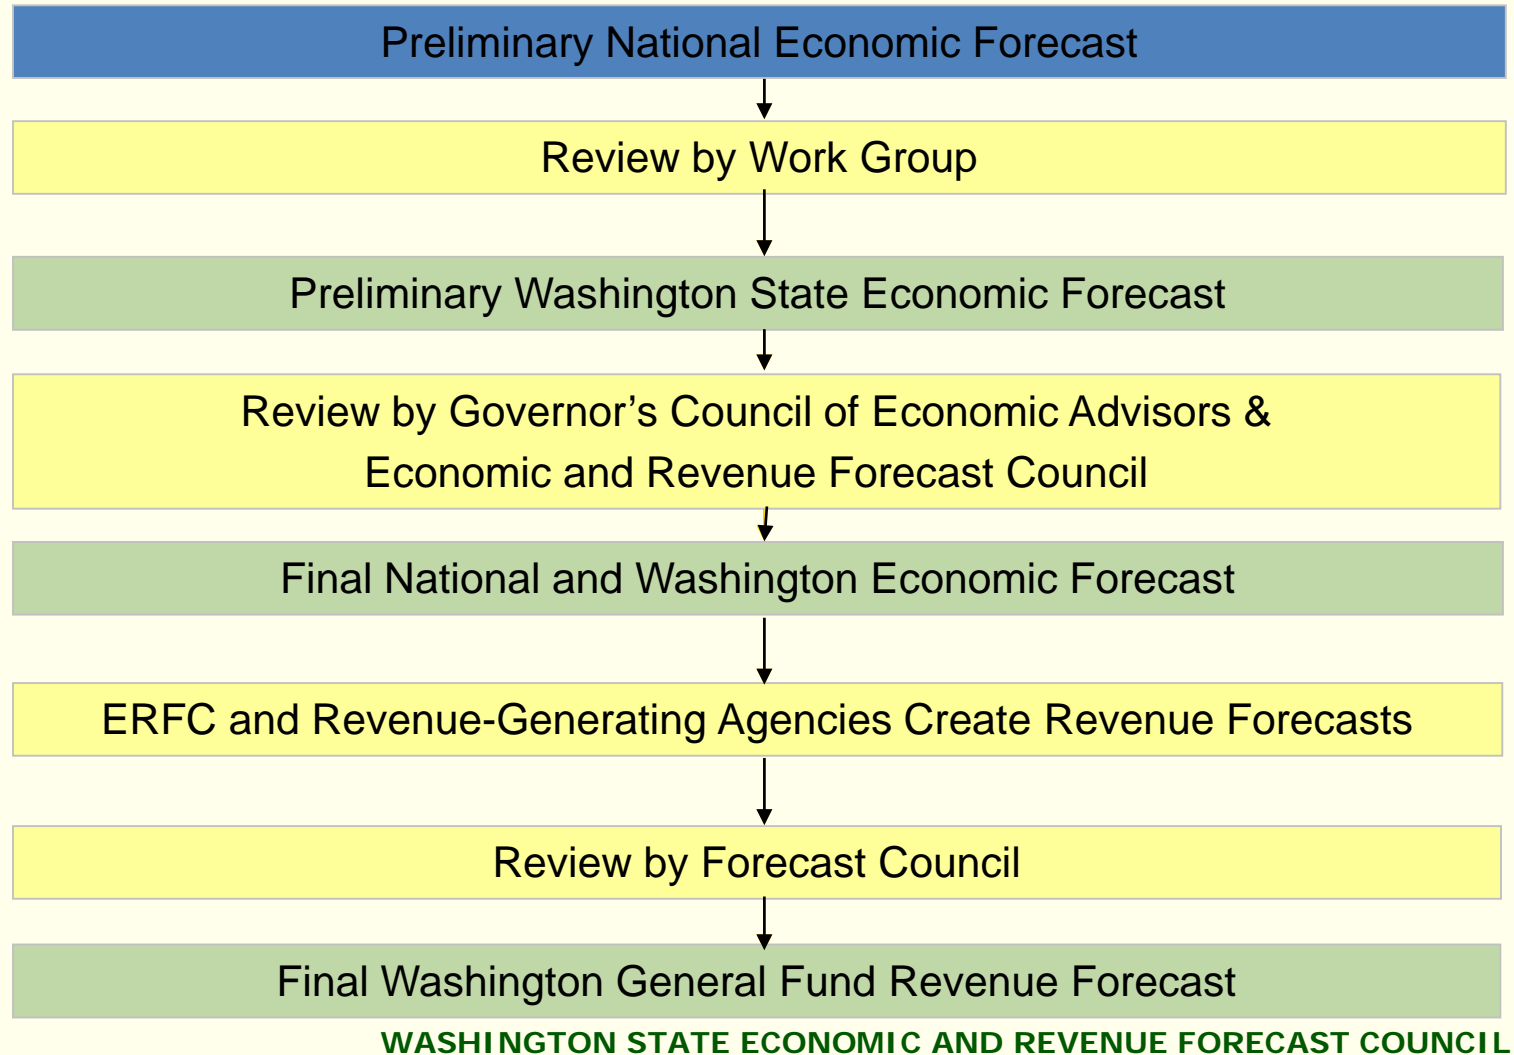 Preliminary National Economic Forecast
Review by Work Group
Preliminary Washington State Economic Forecast
Review by Governor’s Council of Economic Advisors &
Economic and Revenue Forecast Council
Final National and Washington Economic Forecast
ERFC and Revenue-Generating Agencies Create Revenue Forecasts
Review by Forecast Council
Final Washington General Fund Revenue Forecast
WASHINGTON STATE ECONOMIC AND REVENUE FORECAST COUNCIL